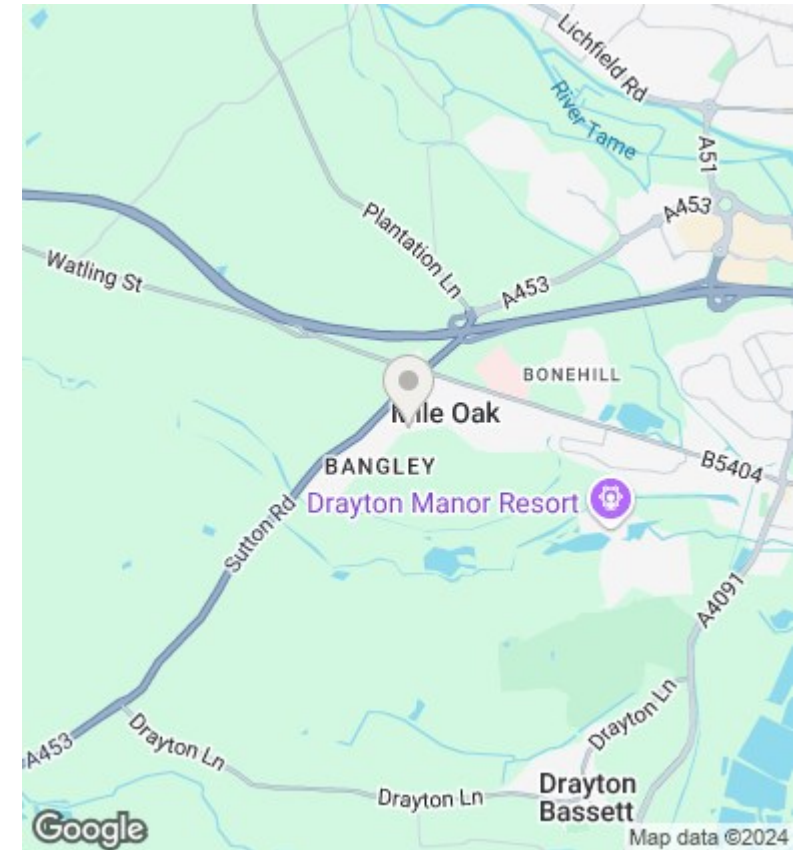 Lichfield Rd
River Tame
A51
A453
Plantation Ln
Watling St
A453
BONEHILL
Mile Oak
BANGLEY
B5404
Drayton Manor Resort
Sutton Rd
A4091
Drayton Ln
A453
Drayton Ln
Drayton Ln
Drayton
Bassett
Google
Map data ©2024